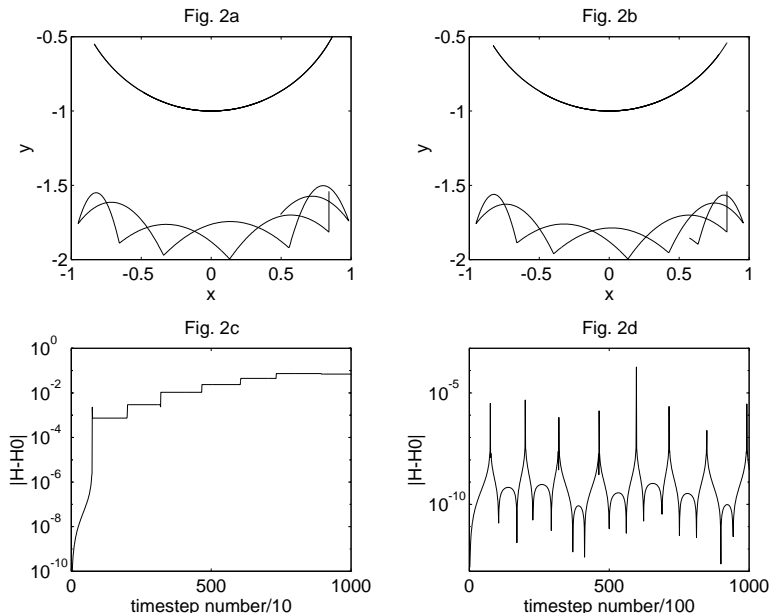 Fig. 2a
-0.5
-1
-1.5
-2
y
-1 -0.5 0 0.5 1
x
Fig. 2b
-0.5
-1
-1.5
-2
y
-1 -0.5 0 0.5 1
x
Fig. 2c
10^0
10^-2
10^-4
10^-6
10^-8
10^-10
|H-H0|
0 500 1000
timestep number/10
Fig. 2d
10^-5
10^-10
|H-H0|
0 500 1000
timestep number/100